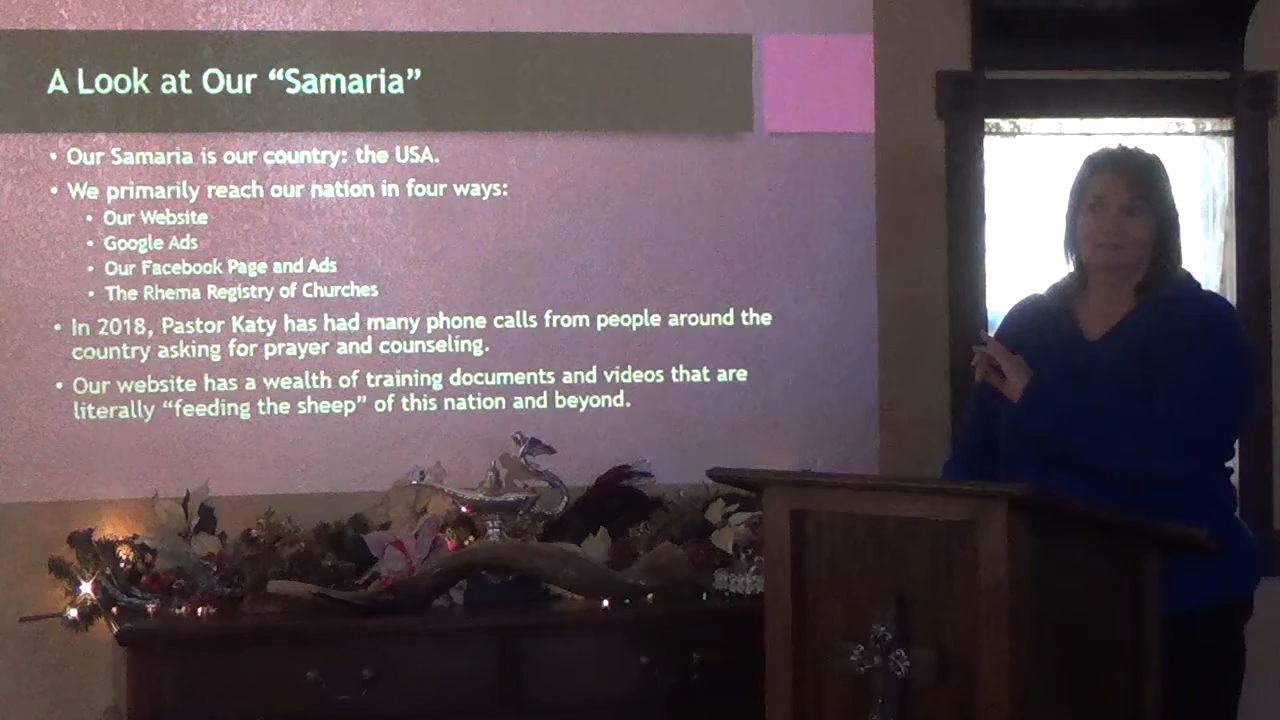 A Look at Our “Samaria”
• Our Samaria is our country: the USA.
• We primarily reach our nation in four ways:
• Our Website
• Google Ads
• Our Facebook Page and Ads
• The Rhema Registry of Churches
• In 2018, Pastor Katy has had many phone calls from people around the
country asking for prayer and counseling.
• Our website has a wealth of training documents and videos that are
literally “feeding the sheep” of this nation and beyond.